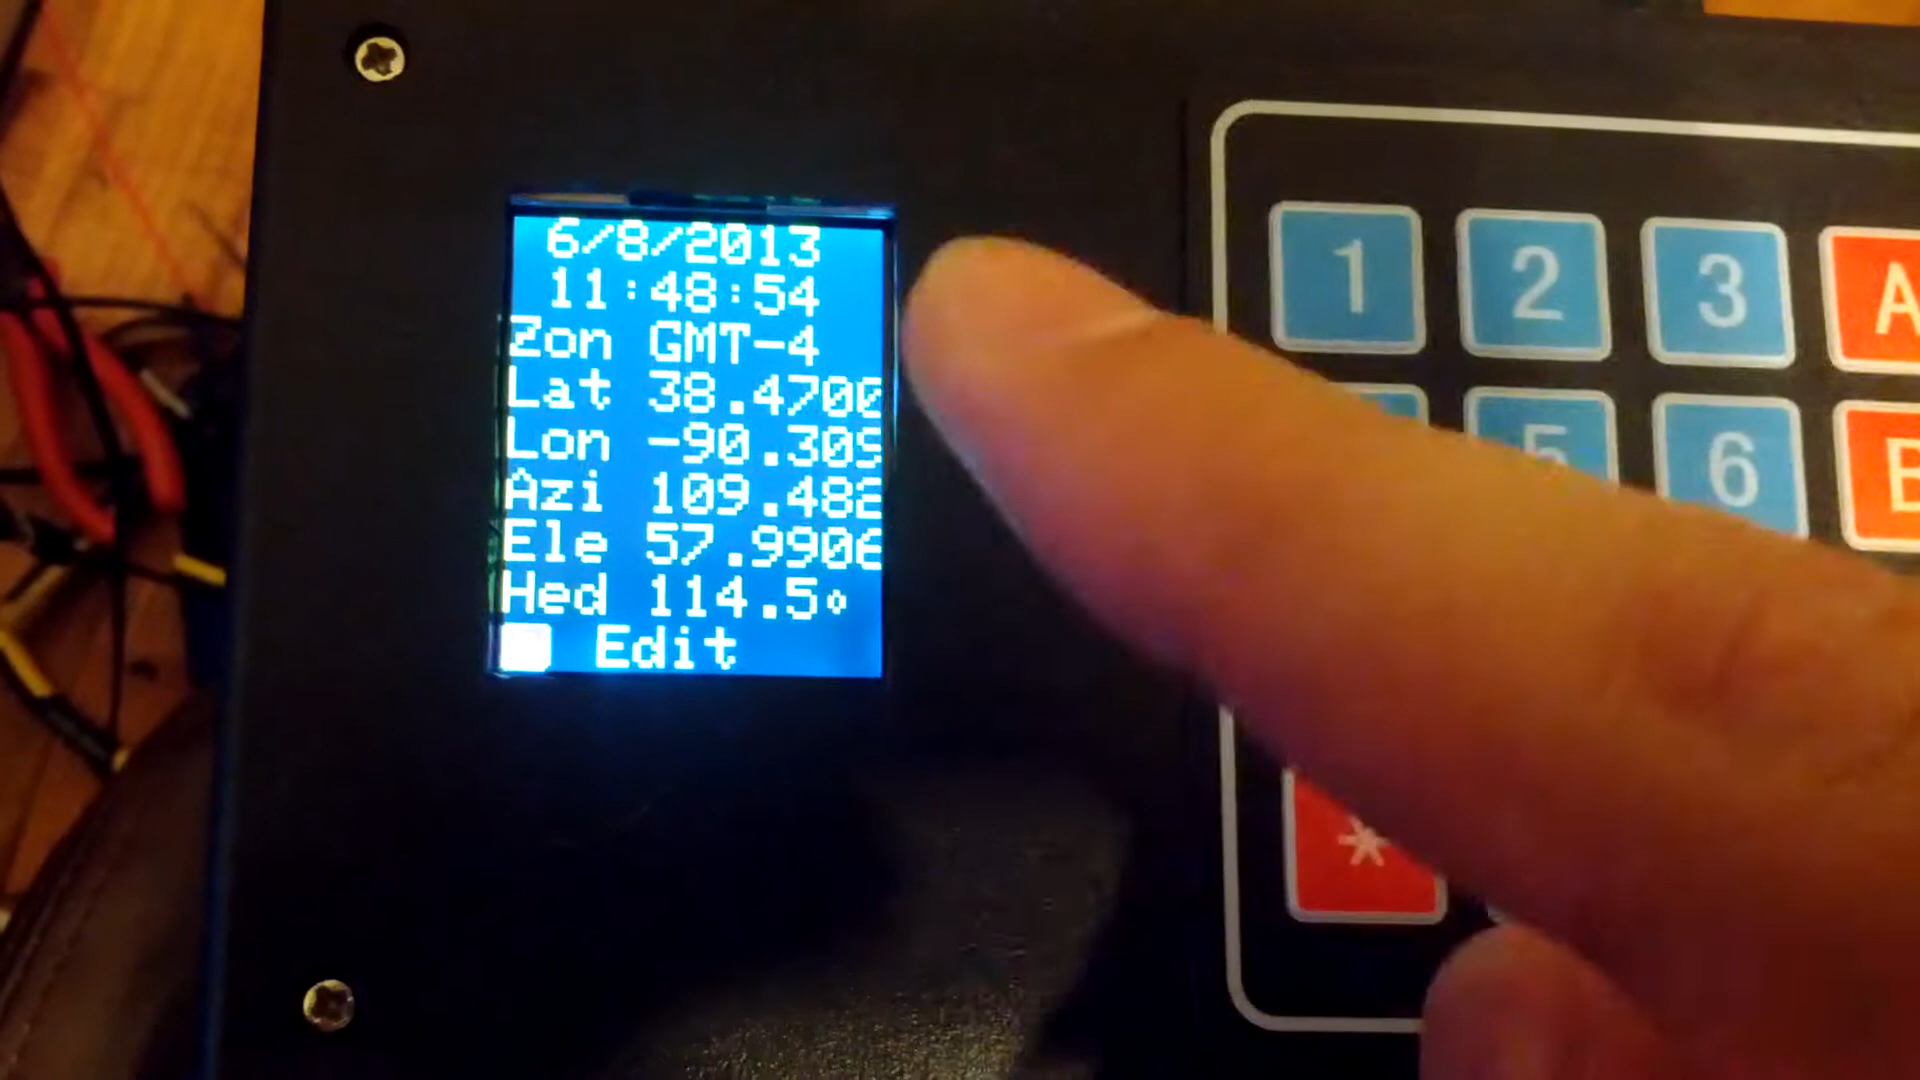 6/8/2013
11:48:54
Zon GMT-4
Lat 38.4700
Lon -90.309
Azi 109.482
Ele 57.9906
Hed 114.5°
Edit
1 2 3 A
5 6 B
*